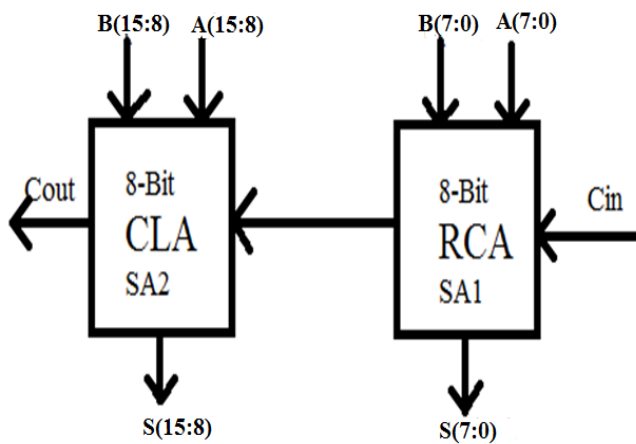 B(15:8) A(15:8)
B(7:0) A(7:0)
Cout
8-Bit
CLA
SA2
8-Bit
RCA
SA1
Cin
S(15:8)
S(7:0)